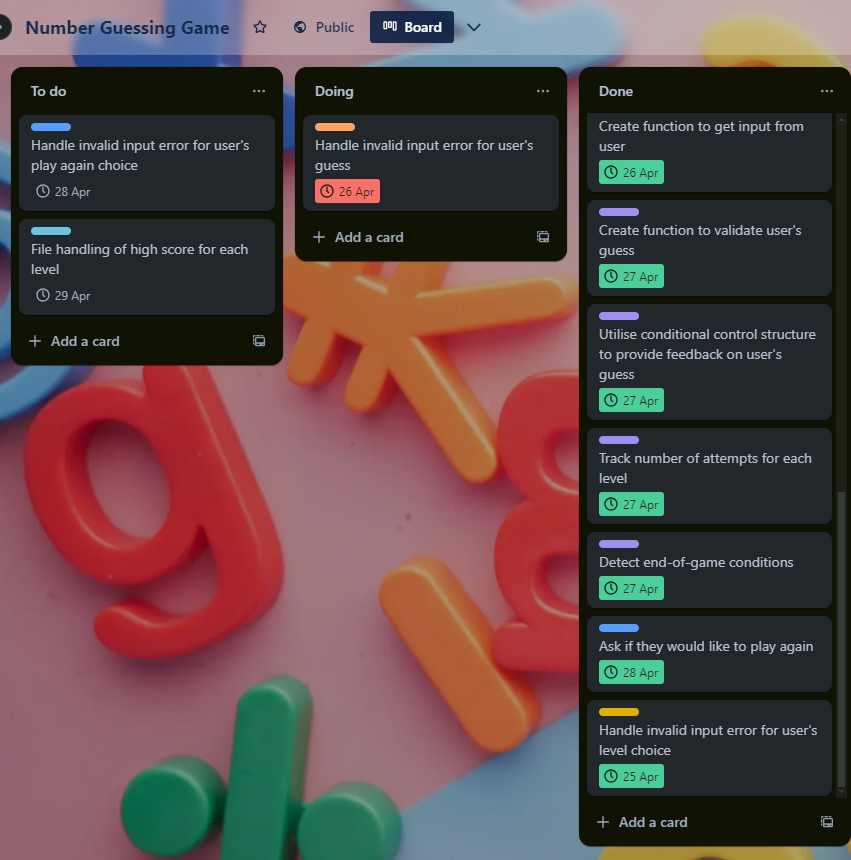 Number Guessing Game
Public
Board
To do
Handle invalid input error for user's
play again choice
28 Apr
File handling of high score for each
level
29 Apr
Add a card
Doing
Handle invalid input error for user's
guess
26 Apr
Add a card
Done
Create function to get input from
user
26 Apr
Create function to validate user's
guess
27 Apr
Utilise conditional control structure
to provide feedback on user's
guess
27 Apr
Track number of attempts for each
level
27 Apr
Detect end-of-game conditions
27 Apr
Ask if they would like to play again
28 Apr
Handle invalid input error for user's
level choice
25 Apr
Add a card